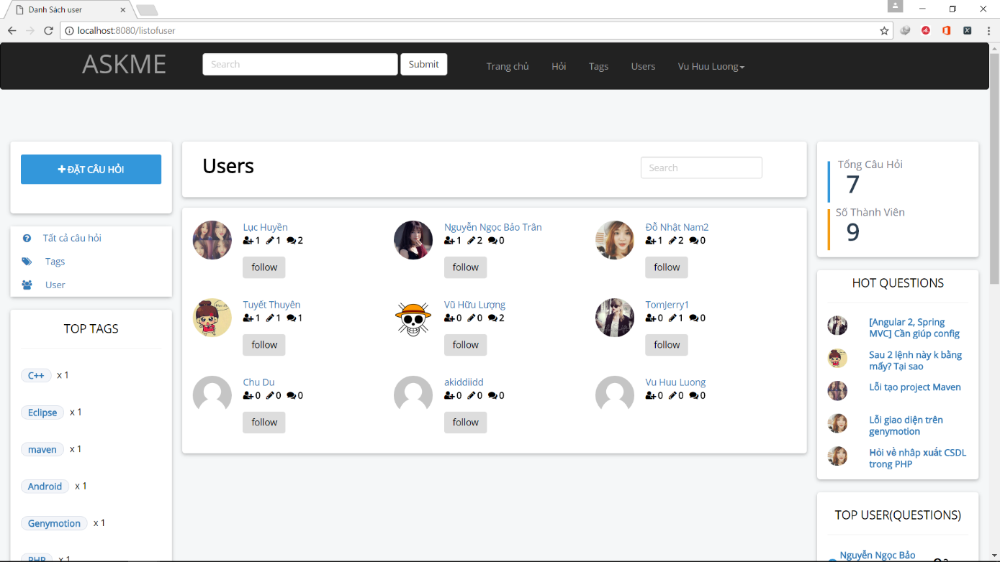 Danh Sách user
localhost:8080/listofuser
ASKME
Search
Submit
Trang chủ
Hỏi
Tags
Users
Vu Huu Luong
ĐẶT CÂU HỎI
Tất cả câu hỏi
Tags
User
TOP TAGS
C++ x 1
Eclipse x 1
maven x 1
Android x 1
Genymotion x 1
PHP x 1
Users
Search
Lục Huyền
1 1 2
follow
Nguyễn Ngọc Bảo Trân
1 2 0
follow
Đỗ Nhật Nam2
1 2 0
follow
Tuyết Thuyên
1 1 1
follow
Vũ Hữu Lượng
0 0 2
follow
TomJerry1
0 1 0
follow
Chu Du
0 0 0
follow
akiddiidd
0 0 0
follow
Vu Huu Luong
0 0 0
Tổng Câu Hỏi
7
Số Thành Viên
9
HOT QUESTIONS
[Angular 2, Spring
MVC] Cần giúp config
Sau 2 lệnh này k bằng
mấy? Tại sao
Lỗi tạo project Maven
Lỗi giao diện trên
genymotion
Hỏi về nhập xuất CSDL
trong PHP
TOP USER(QUESTIONS)
Nguyễn Ngọc Bảo